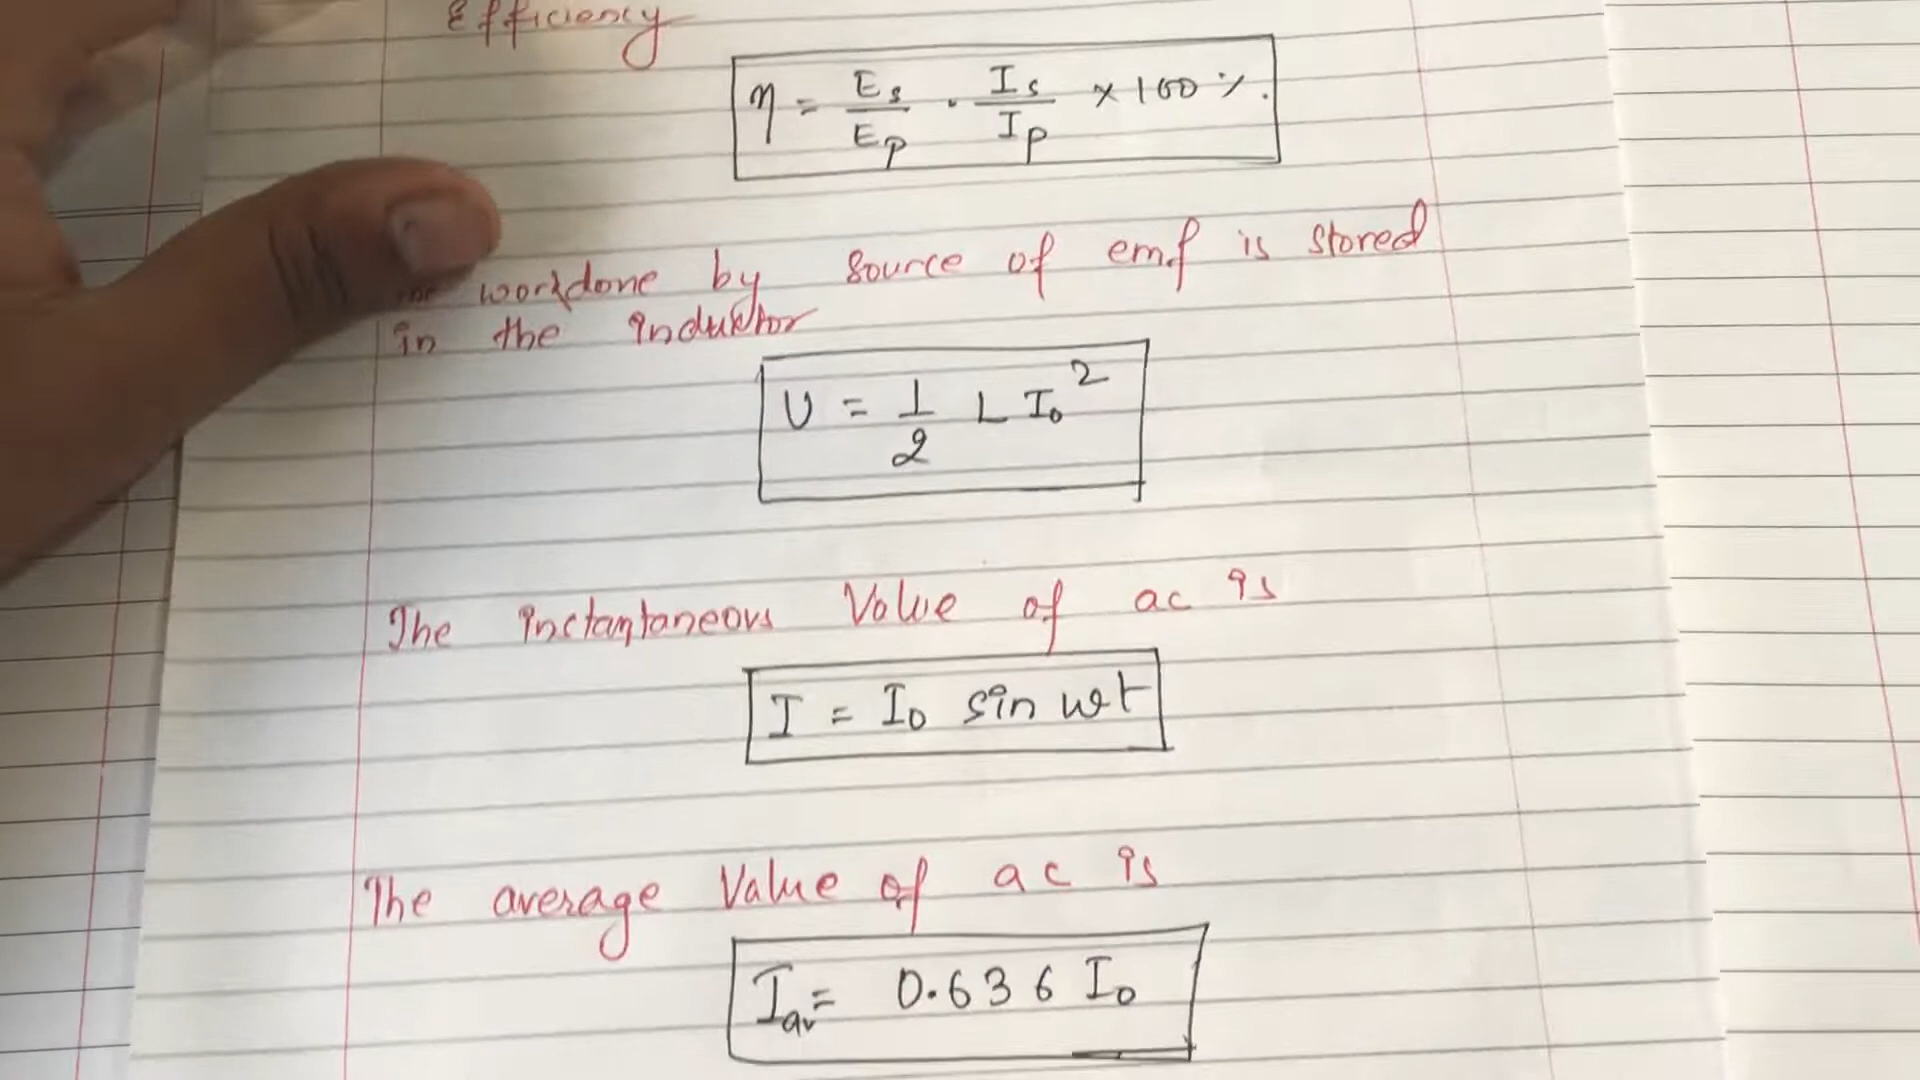 Efficiency
η = Es/Ep · Is/Ip × 100 %.
workdone by source of emf is stored
in the inductor
U = 1/2 L I₀²
The instantaneous Value of ac is
I = I₀ sin ωt
The average Value of ac is
Iav = 0.636 I₀